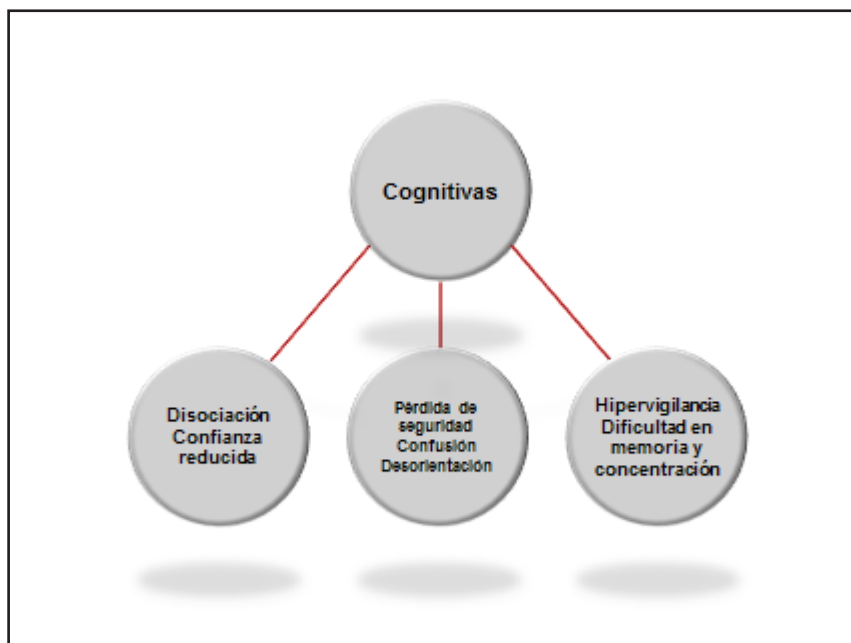 Cognitivas
Disociación
Confianza
reducida
Pérdida de
seguridad
Confusión
Desorientación
Hipervigilancia
Dificultad en
memoria y
concentración